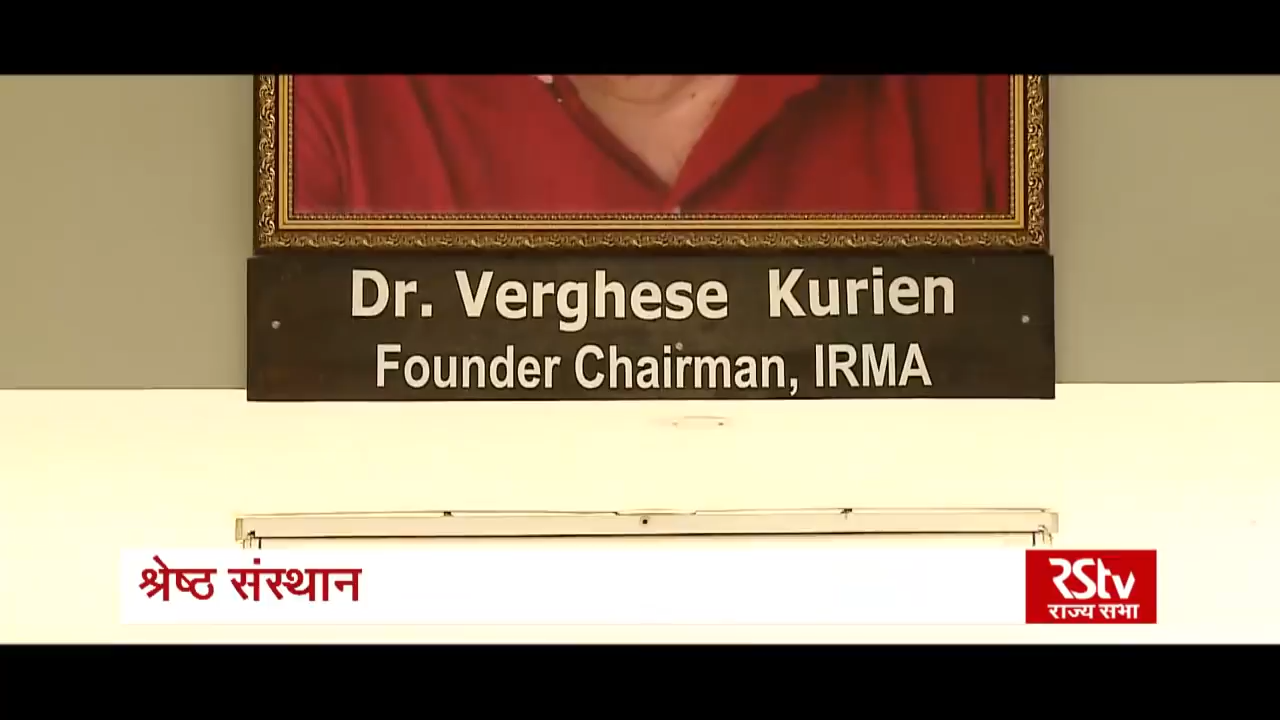 Dr. Verghese Kurien
Founder Chairman, IRMA
श्रेष्ठ संस्थान
RStv
राज्य सभा